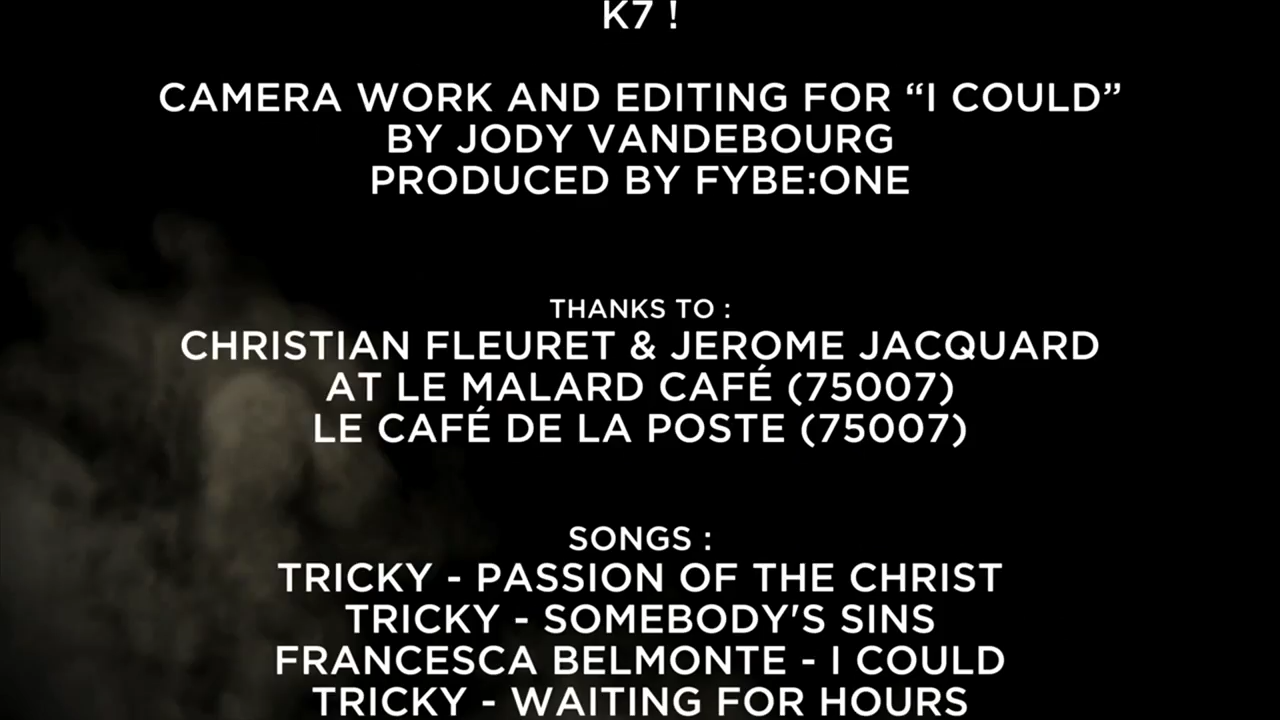 K7 !
CAMERA WORK AND EDITING FOR “I COULD”
BY JODY VANDEBOURG
PRODUCED BY FYBE:ONE
THANKS TO :
CHRISTIAN FLEURET & JEROME JACQUARD
AT LE MALARD CAFÉ (75007)
LE CAFÉ DE LA POSTE (75007)
SONGS :
TRICKY - PASSION OF THE CHRIST
TRICKY - SOMEBODY'S SINS
FRANCESCA BELMONTE - I COULD
TRICKY - WAITING FOR HOURS